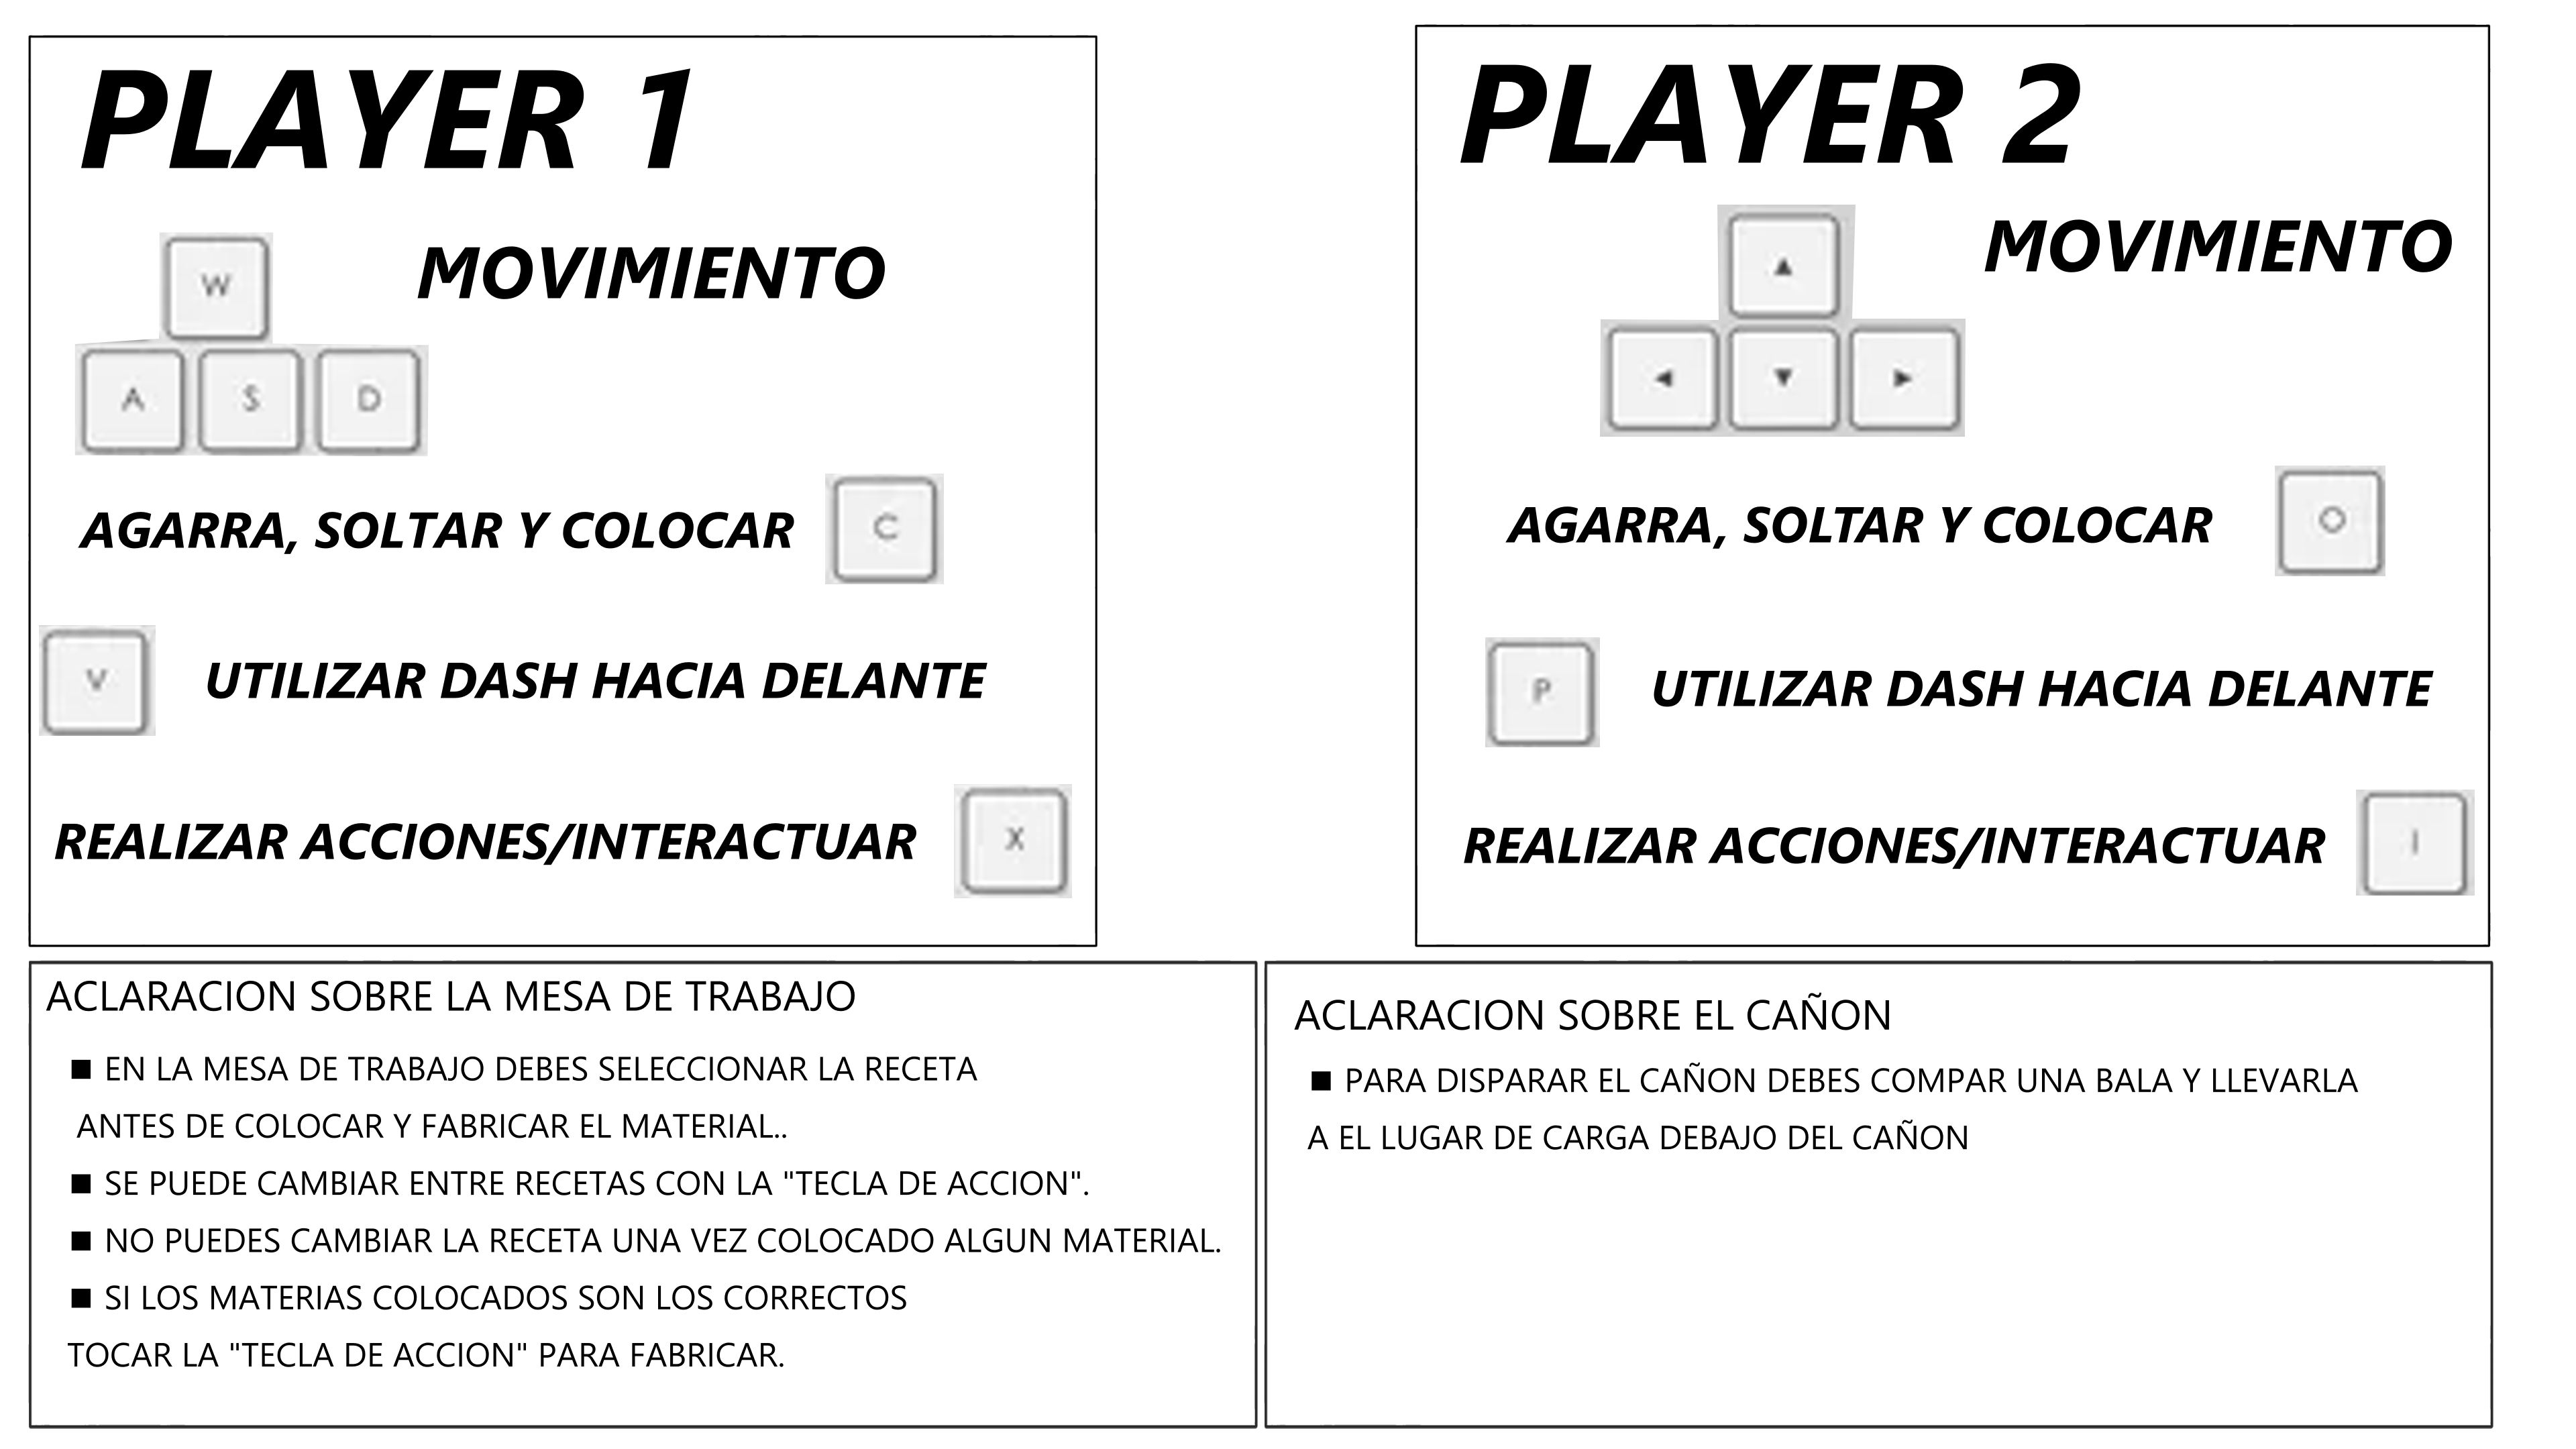 PLAYER 1
W
MOVIMIENTO
A S D
AGARRA, SOLTAR Y COLOCAR C
V UTILIZAR DASH HACIA DELANTE
REALIZAR ACCIONES/INTERACTUAR X
PLAYER 2
MOVIMIENTO
▲
◄ ▼ ►
AGARRA, SOLTAR Y COLOCAR O
P UTILIZAR DASH HACIA DELANTE
REALIZAR ACCIONES/INTERACTUAR I
ACLARACION SOBRE LA MESA DE TRABAJO
■ EN LA MESA DE TRABAJO DEBES SELECCIONAR LA RECETA
ANTES DE COLOCAR Y FABRICAR EL MATERIAL..
■ SE PUEDE CAMBIAR ENTRE RECETAS CON LA "TECLA DE ACCION".
■ NO PUEDES CAMBIAR LA RECETA UNA VEZ COLOCADO ALGUN MATERIAL.
■ SI LOS MATERIAS COLOCADOS SON LOS CORRECTOS
TOCAR LA "TECLA DE ACCION" PARA FABRICAR.
ACLARACION SOBRE EL CAÑON
■ PARA DISPARAR EL CAÑON DEBES COMPAR UNA BALA Y LLEVARLA
A EL LUGAR DE CARGA DEBAJO DEL CAÑON